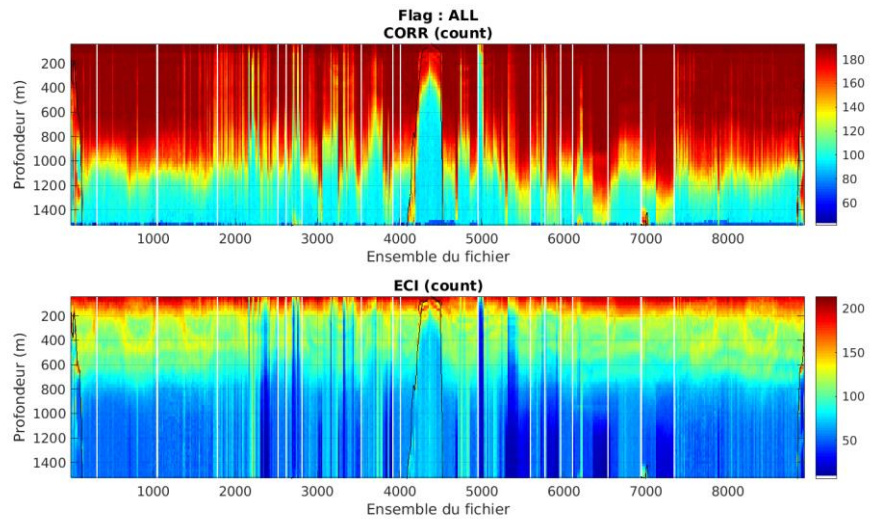 Flag : ALL
CORR (count)
Profondeur (m)
200
400
600
800
1000
1200
1400
1000 2000 3000 4000 5000 6000 7000 8000
Ensemble du fichier
180
160
140
120
100
80
60
ECI (count)
Profondeur (m)
200
400
600
800
1000
1200
1400
1000 2000 3000 4000 5000 6000 7000 8000
Ensemble du fichier
200
150
100
50